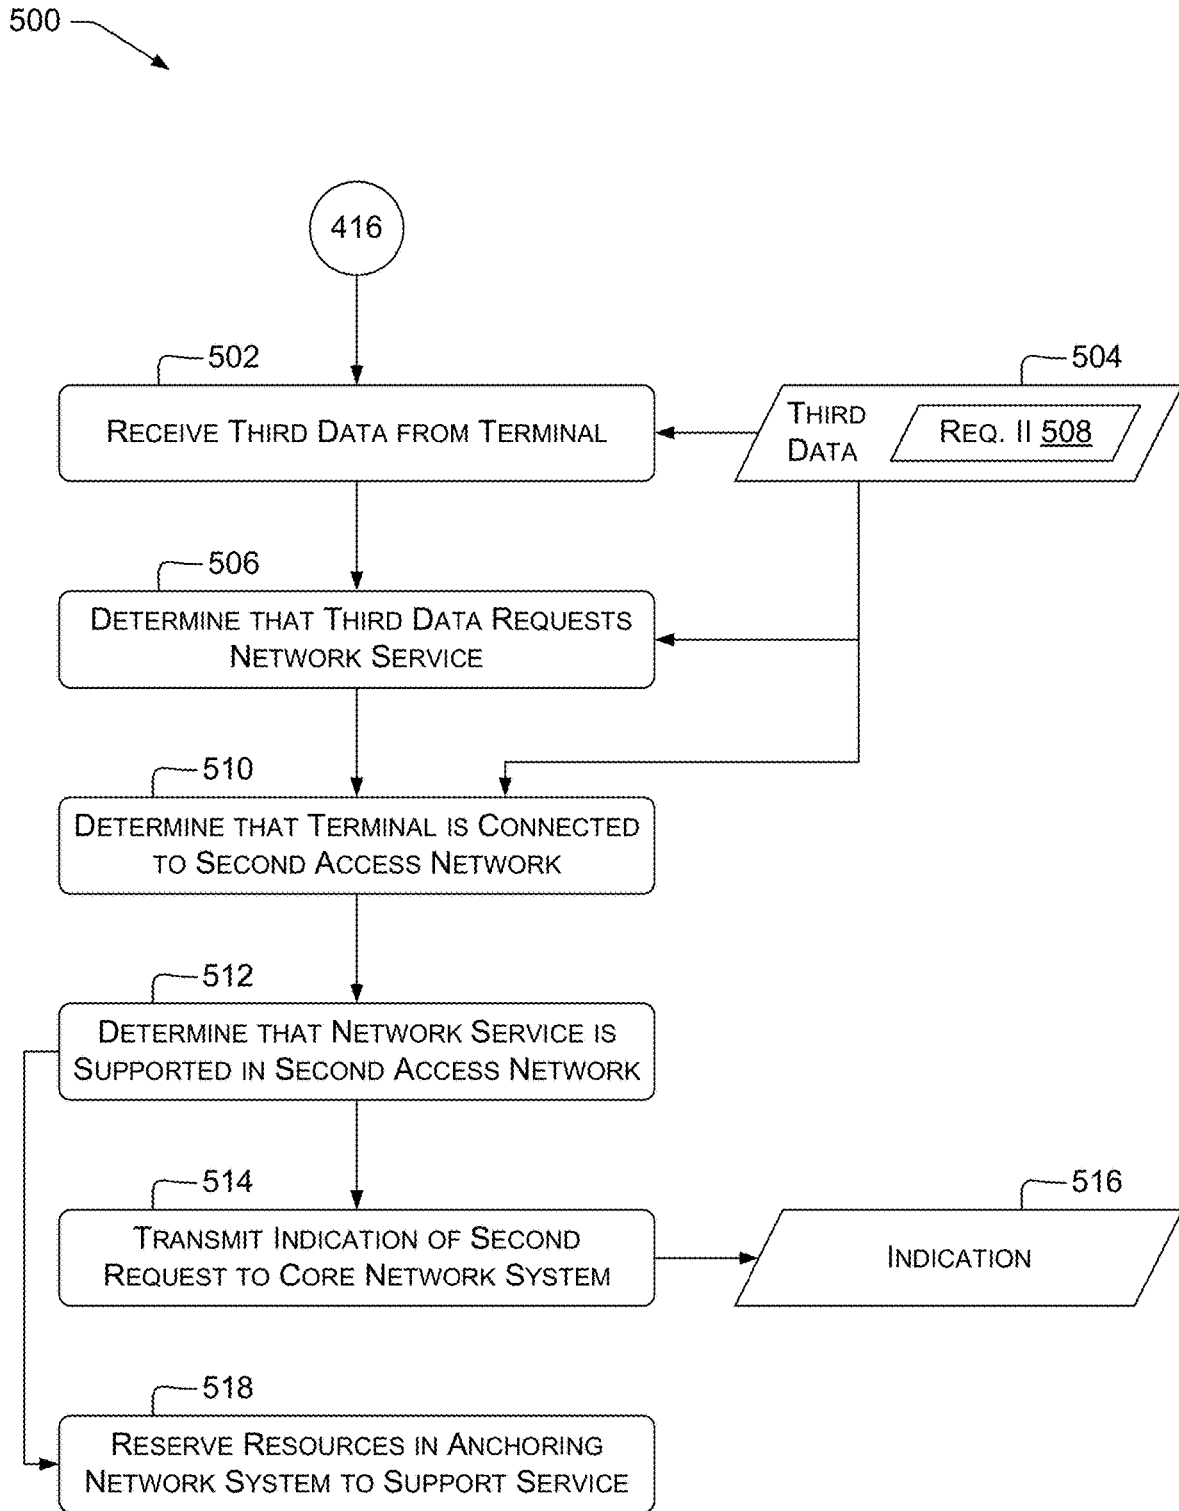 500
416
502
504
RECEIVE THIRD DATA FROM TERMINAL
THIRD
DATA
REQ. II 508
506
DETERMINE THAT THIRD DATA REQUESTS
NETWORK SERVICE
510
DETERMINE THAT TERMINAL IS CONNECTED
TO SECOND ACCESS NETWORK
512
DETERMINE THAT NETWORK SERVICE IS
SUPPORTED IN SECOND ACCESS NETWORK
514
516
TRANSMIT INDICATION OF SECOND
REQUEST TO CORE NETWORK SYSTEM
INDICATION
518
RESERVE RESOURCES IN ANCHORING
NETWORK SYSTEM TO SUPPORT SERVICE